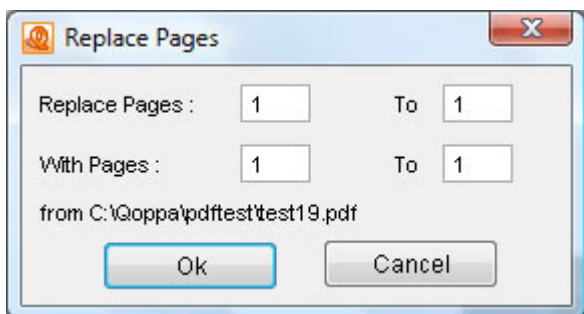 Replace Pages
Replace Pages : 1 To 1
With Pages : 1 To 1
from C:\Qoppa\pdftest\test19.pdf
Ok Cancel